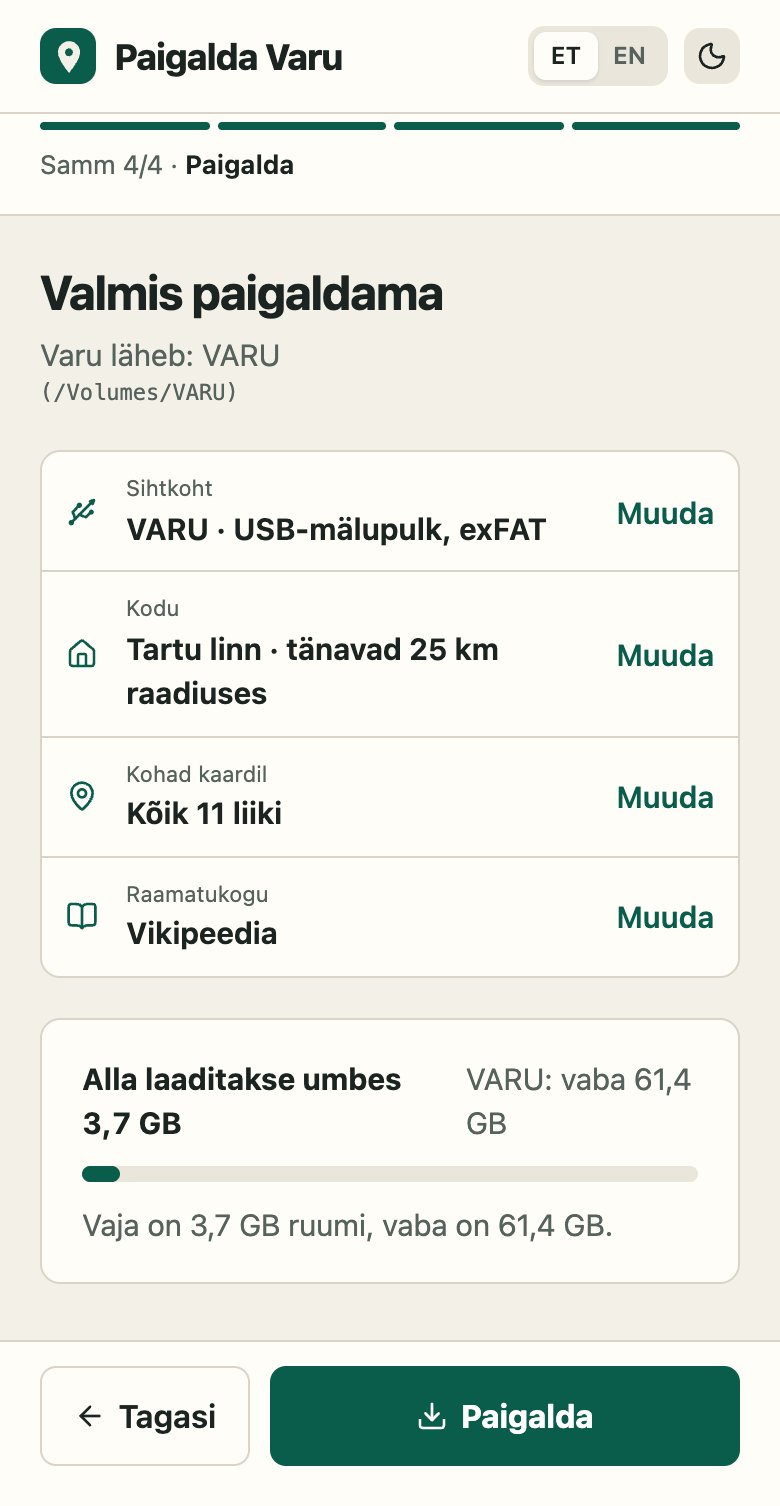 Paigalda Varu
ET EN
Samm 4/4 · Paigalda
Valmis paigaldama
Varu läheb: VARU
(/Volumes/VARU)
Sihtkoht
VARU · USB-mälupulk, exFAT
Muuda
Kodu
Tartu linn · tänavad 25 km
raadiuses
Muuda
Kohad kaardil
Kõik 11 liiki
Muuda
Raamatukogu
Vikipeedia
Muuda
Alla laaditakse umbes
3,7 GB
VARU: vaba 61,4
GB
Vaja on 3,7 GB ruumi, vaba on 61,4 GB.
Tagasi
Paigalda